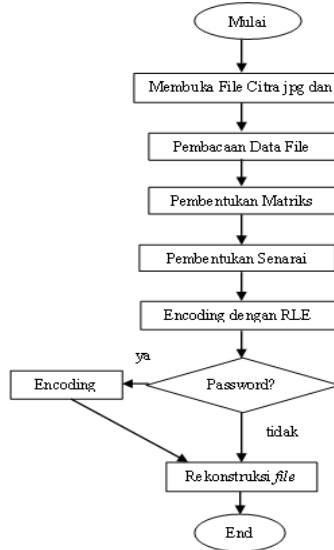 Mulai
Membuka File Citra jpg dan
Pembacaan Data File
Pembentukan Matriks
Pembentukan Senarai
Encoding dengan RLE
ya
Encoding
Password?
tidak
Rekonstruksi file
End